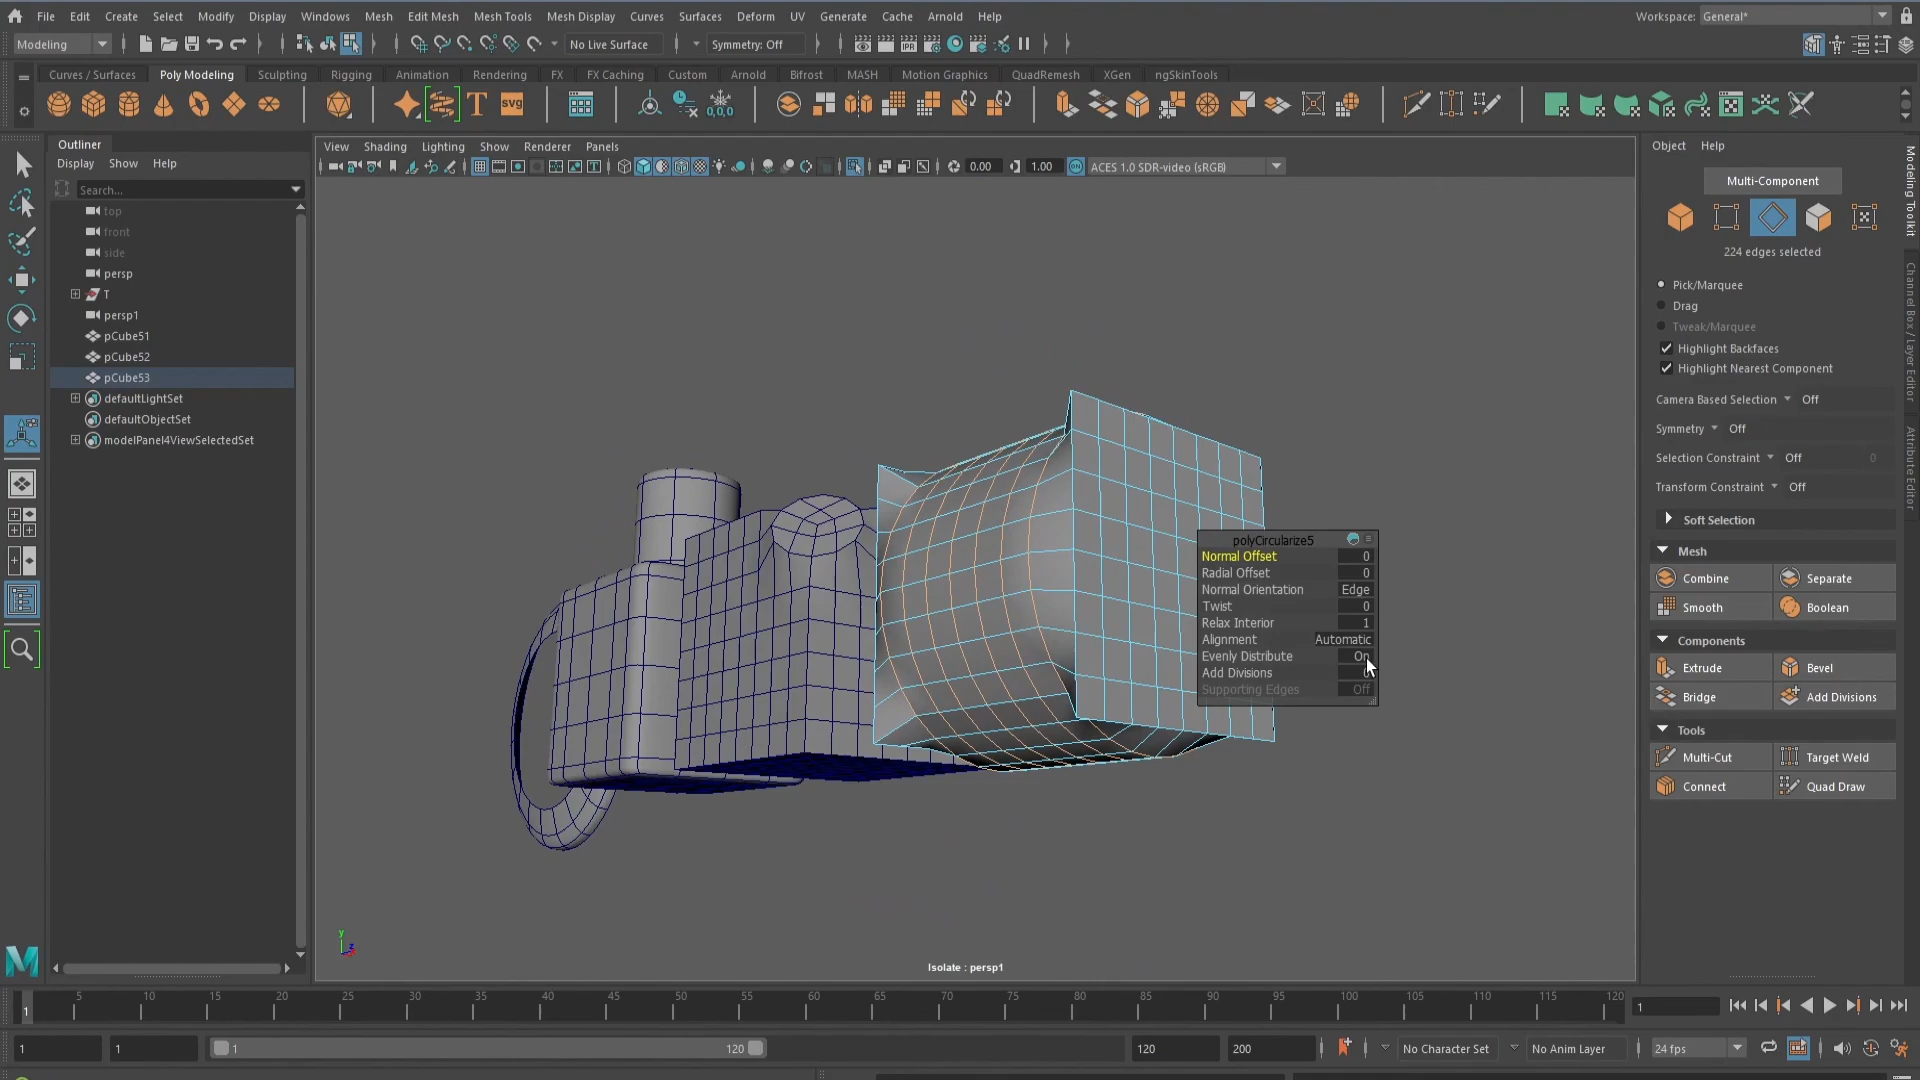 File Edit Create Select Modify Display Windows Mesh Edit Mesh Mesh Tools Mesh Display Curves Surfaces Deform UV Generate Cache Arnold Help Workspace: General*
Modeling No Live Surface Symmetry: Off IPR
Curves / Surfaces Poly Modeling Sculpting Rigging Animation Rendering FX FX Caching Custom Arnold Bifrost MASH Motion Graphics QuadRemesh XGen ngSkinTools
T svg 0,0,0
Outliner
Display Show Help
Search...
top
front
side
persp
T
persp1
pCube51
pCube52
pCube53
defaultLightSet
defaultObjectSet
modelPanel4ViewSelectedSet
View Shading Lighting Show Renderer Panels
0.00 1.00 ON ACES 1.0 SDR-video (sRGB)
polyCircularize5
Normal Offset 0
Radial Offset 0
Normal Orientation Edge
Twist 0
Relax Interior 1
Alignment Automatic
Evenly Distribute On
Add Divisions
Supporting Edges Off
y
z
Isolate : persp1
Object Help
Multi-Component
224 edges selected
Pick/Marquee
Drag
Tweak/Marquee
Highlight Backfaces
Highlight Nearest Component
Camera Based Selection Off
Symmetry Off
Selection Constraint Off 0
Transform Constraint Off
Soft Selection
Mesh
Combine Separate
Smooth Boolean
Components
Extrude Bevel
Bridge Add Divisions
Tools
Multi-Cut Target Weld
Connect Quad Draw
Modeling Toolkit
Channel Box / Layer Editor
Attribute Editor
1 5 10 15 20 25 30 35 40 45 50 55 60 65 70 75 80 85 90 95 100 105 110 115 120 1
1 1 1 120 120 200 No Character Set No Anim Layer 24 fps